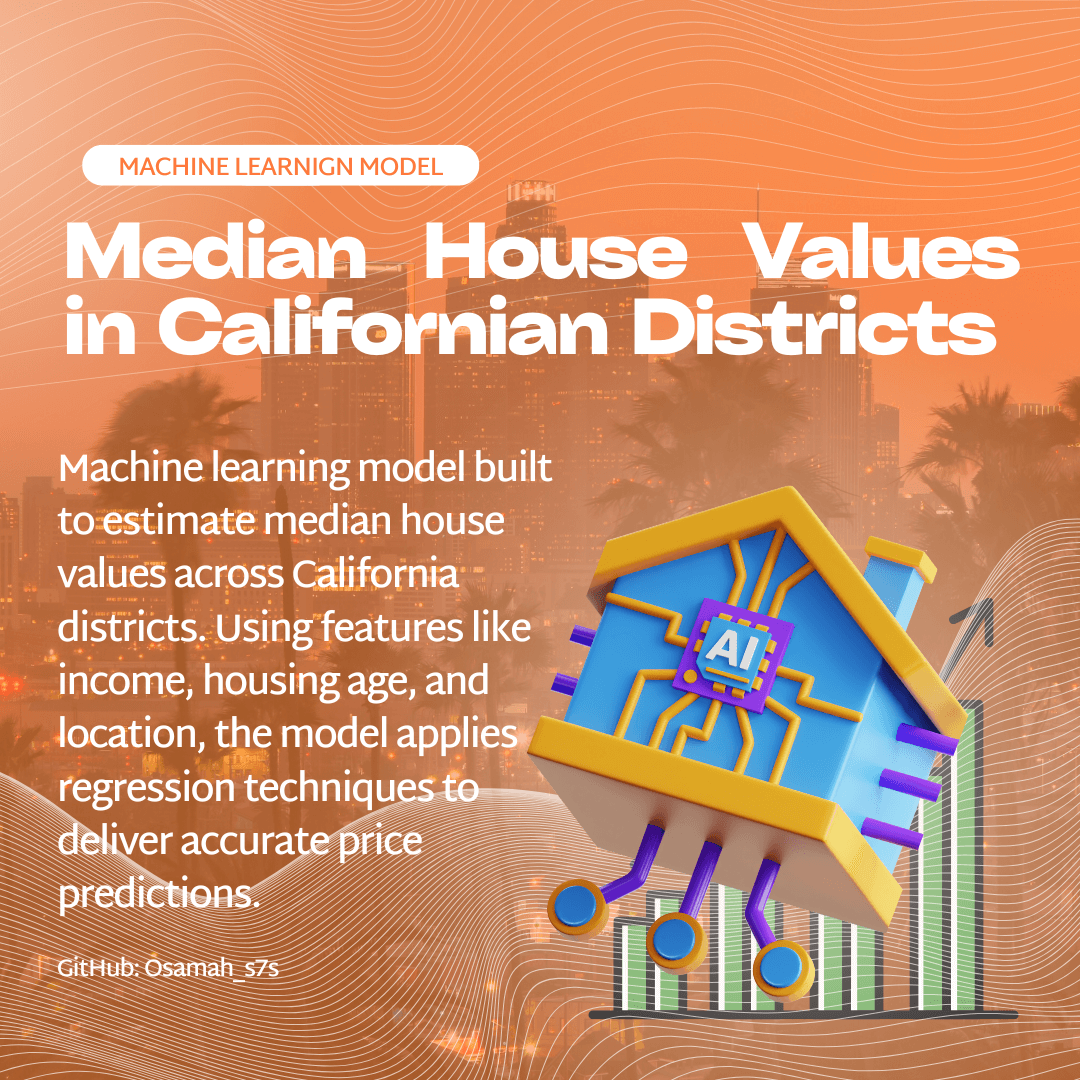 MACHINE LEARNIGN MODEL
Median House Values
in Californian Districts
Machine learning model built
to estimate median house
values across California
districts. Using features like
income, housing age, and
location, the model applies
regression techniques to
deliver accurate price
predictions.
AI
GitHub: Osamah_s7s